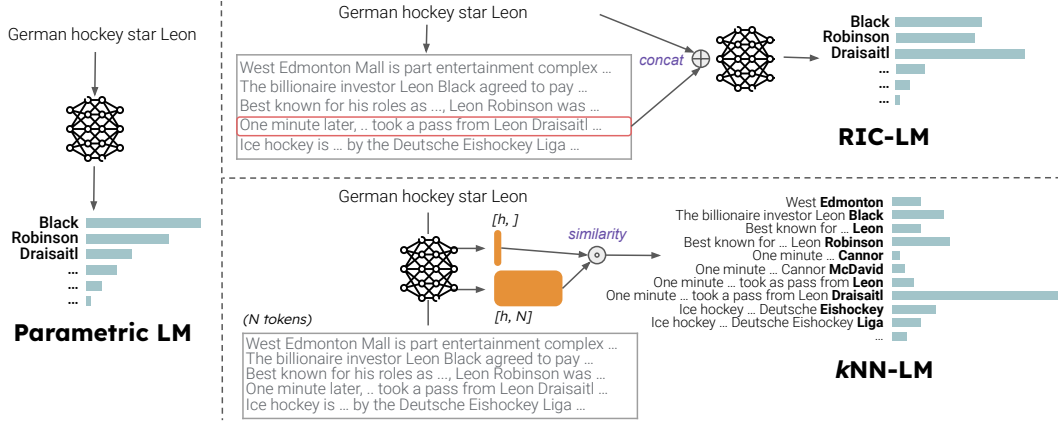 German hockey star Leon
Black
Robinson
Draisaitl
...
...
...
Parametric LM
German hockey star Leon
West Edmonton Mall is part entertainment complex ...
The billionaire investor Leon Black agreed to pay ...
Best known for his roles as ..., Leon Robinson was ...
One minute later, .. took a pass from Leon Draisaitl ...
Ice hockey is ... by the Deutsche Eishockey Liga ...
concat
Black
Robinson
Draisaitl
...
...
...
RIC-LM
German hockey star Leon
[h, ]
similarity
[h, N]
(N tokens)
West Edmonton Mall is part entertainment complex ...
The billionaire investor Leon Black agreed to pay ...
Best known for his roles as ..., Leon Robinson was ...
One minute later, .. took a pass from Leon Draisaitl ...
Ice hockey is ... by the Deutsche Eishockey Liga ...
West Edmonton
The billionaire investor Leon Black
Best known for ... Leon
Best known for ... Leon Robinson
One minute ... Cannor
One minute ... Cannor McDavid
One minute ... took as pass from Leon
One minute ... took a pass from Leon Draisaitl
Ice hockey ... Deutsche Eishockey
Ice hockey ... Deutsche Eishockey Liga
...
kNN-LM